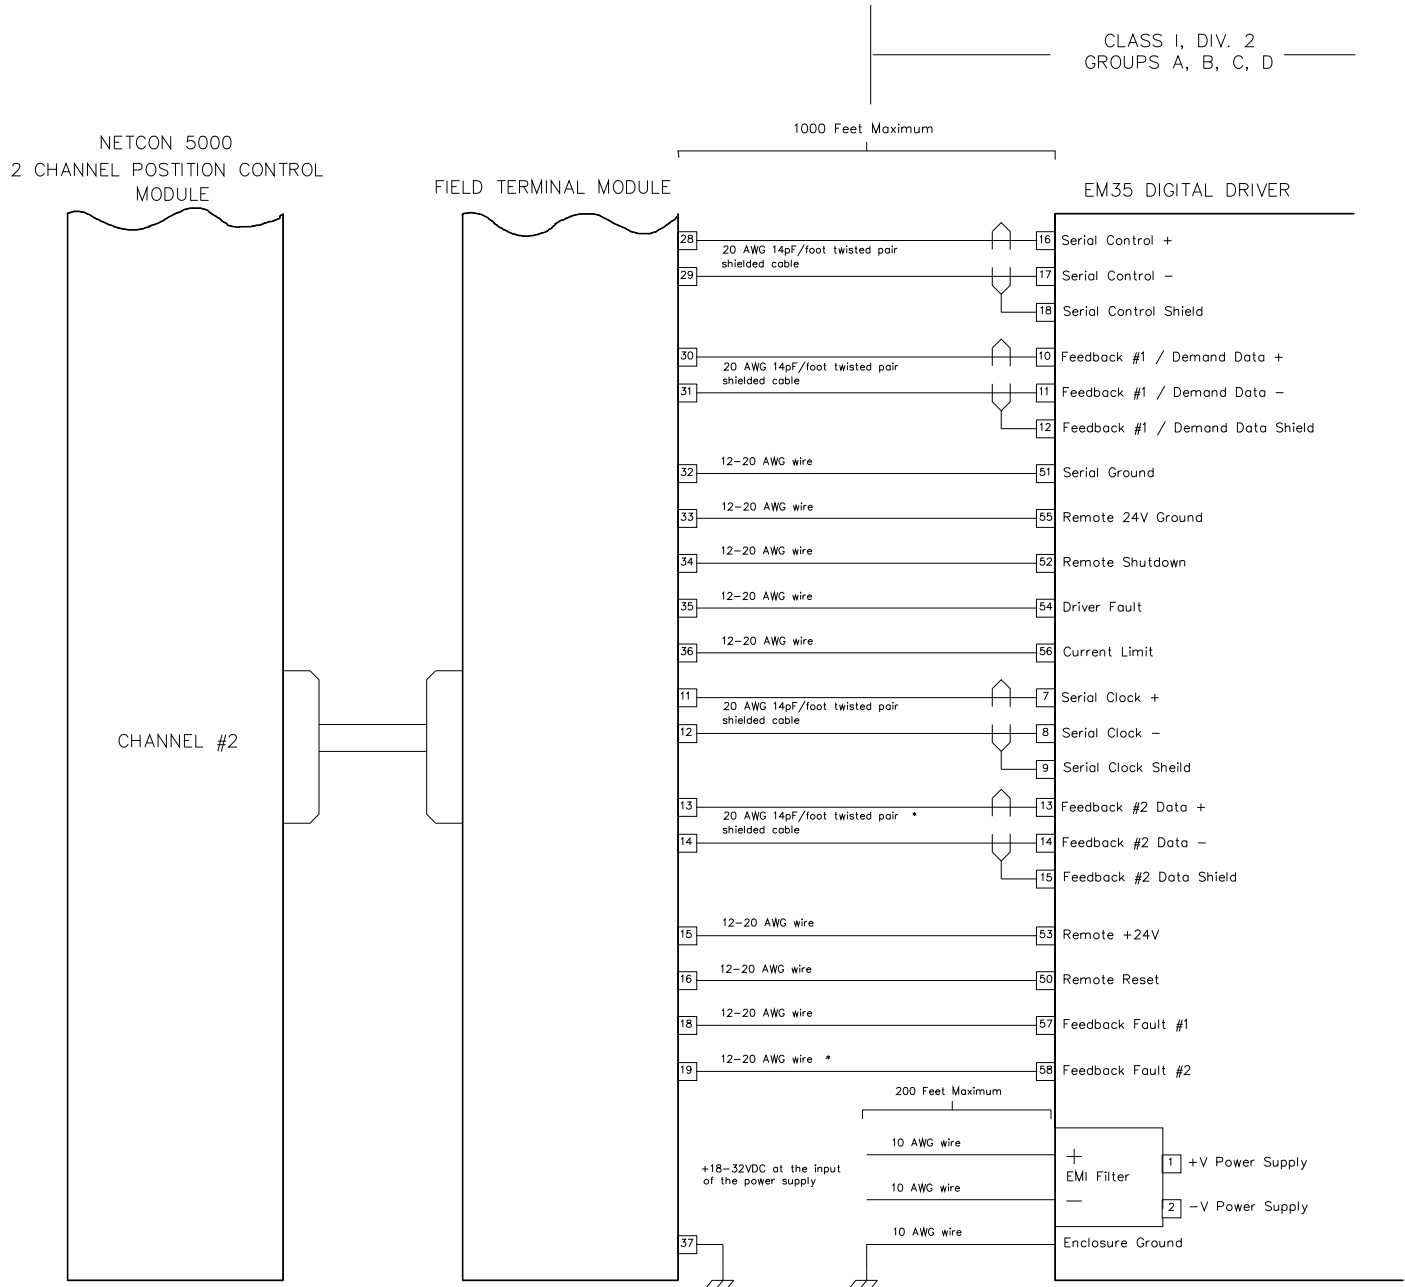 CLASS I, DIV. 2
GROUPS A, B, C, D
1000 Feet Maximum
NETCON 5000
2 CHANNEL POSTITION CONTROL
MODULE
FIELD TERMINAL MODULE
EM35 DIGITAL DRIVER
28
20 AWG 14pF/foot twisted pair
shielded cable
16 Serial Control +
29
17 Serial Control −
18 Serial Control Shield
30
20 AWG 14pF/foot twisted pair
shielded cable
10 Feedback #1 / Demand Data +
31
11 Feedback #1 / Demand Data −
12 Feedback #1 / Demand Data Shield
32 12−20 AWG wire 51 Serial Ground
33 12−20 AWG wire 55 Remote 24V Ground
34 12−20 AWG wire 52 Remote Shutdown
35 12−20 AWG wire 54 Driver Fault
36 12−20 AWG wire 56 Current Limit
11
20 AWG 14pF/foot twisted pair
shielded cable
7 Serial Clock +
12
8 Serial Clock −
9 Serial Clock Sheild
CHANNEL #2
13
20 AWG 14pF/foot twisted pair *
shielded cable
13 Feedback #2 Data +
14
14 Feedback #2 Data −
15 Feedback #2 Data Shield
15 12−20 AWG wire 53 Remote +24V
16 12−20 AWG wire 50 Remote Reset
18 12−20 AWG wire 57 Feedback Fault #1
19 12−20 AWG wire * 58 Feedback Fault #2
200 Feet Maximum
10 AWG wire
+
EMI Filter
−
1 +V Power Supply
+18−32VDC at the input
of the power supply
10 AWG wire
2 −V Power Supply
37
10 AWG wire
Enclosure Ground